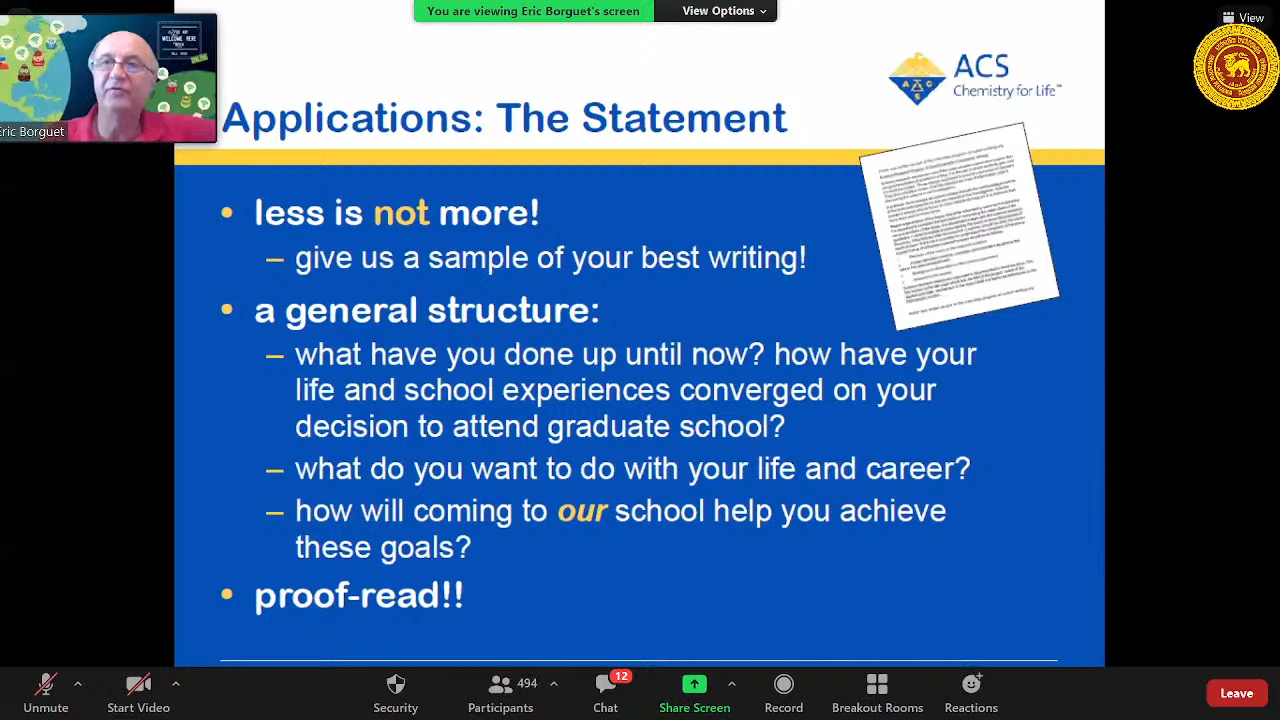 You are viewing Eric Borguet's screen
View Options
View
WELCOME HERE
Eric Borguet
ACS
Chemistry for Life™
Applications: The Statement
• less is not more!
– give us a sample of your best writing!
• a general structure:
– what have you done up until now? how have your
life and school experiences converged on your
decision to attend graduate school?
– what do you want to do with your life and career?
– how will coming to our school help you achieve
these goals?
• proof-read!!
12
494
Unmute
Start Video
Security
Participants
Chat
Share Screen
Record
Breakout Rooms
Reactions
Leave